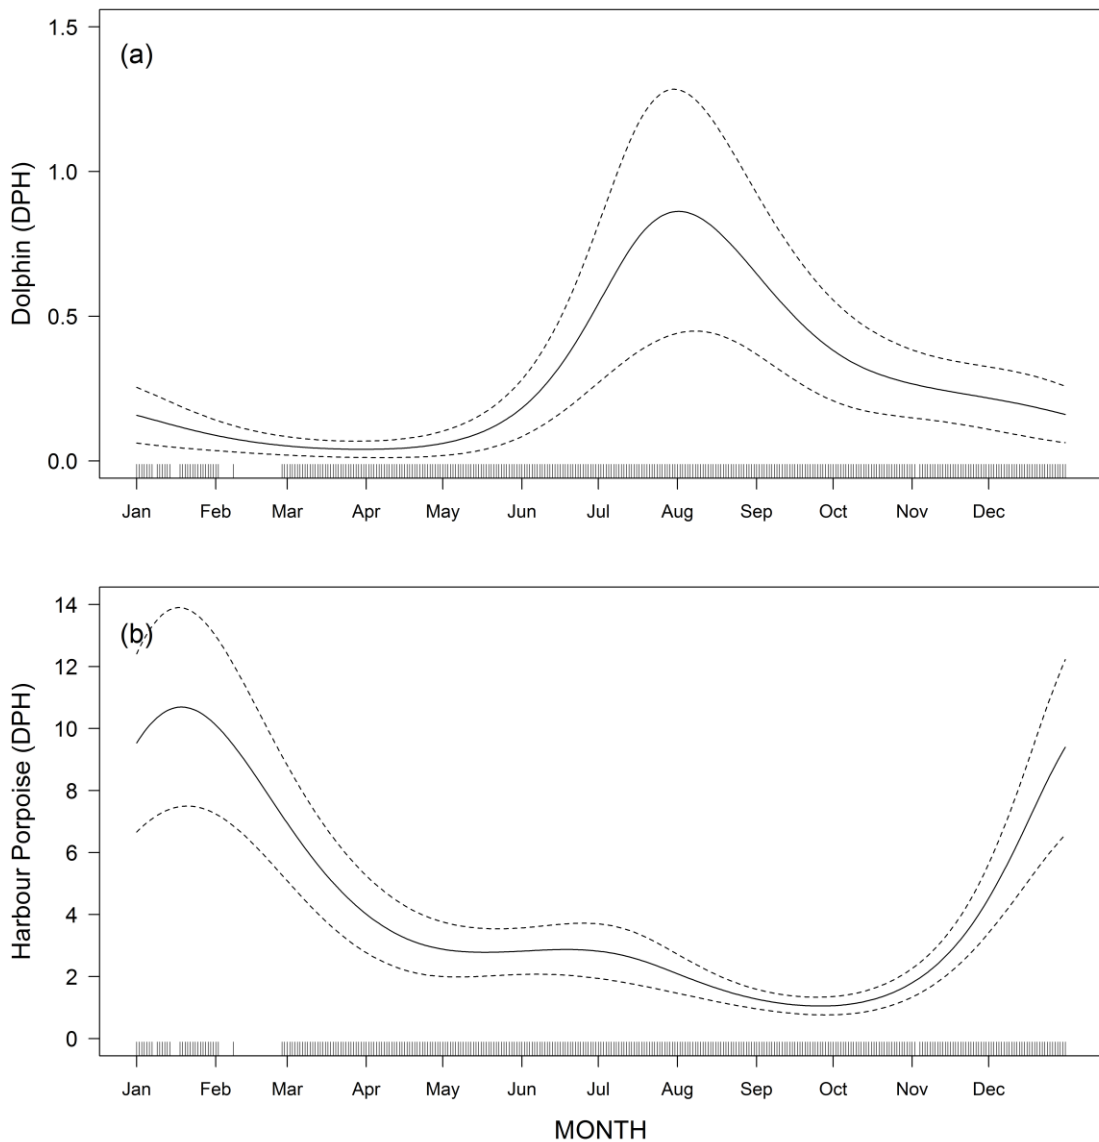 (a)
Dolphin (DPH)
1.5
1.0
0.5
0.0
Jan Feb Mar Apr May Jun Jul Aug Sep Oct Nov Dec
(b)
Harbour Porpoise (DPH)
14
12
10
8
6
4
2
0
Jan Feb Mar Apr May Jun Jul Aug Sep Oct Nov Dec
MONTH